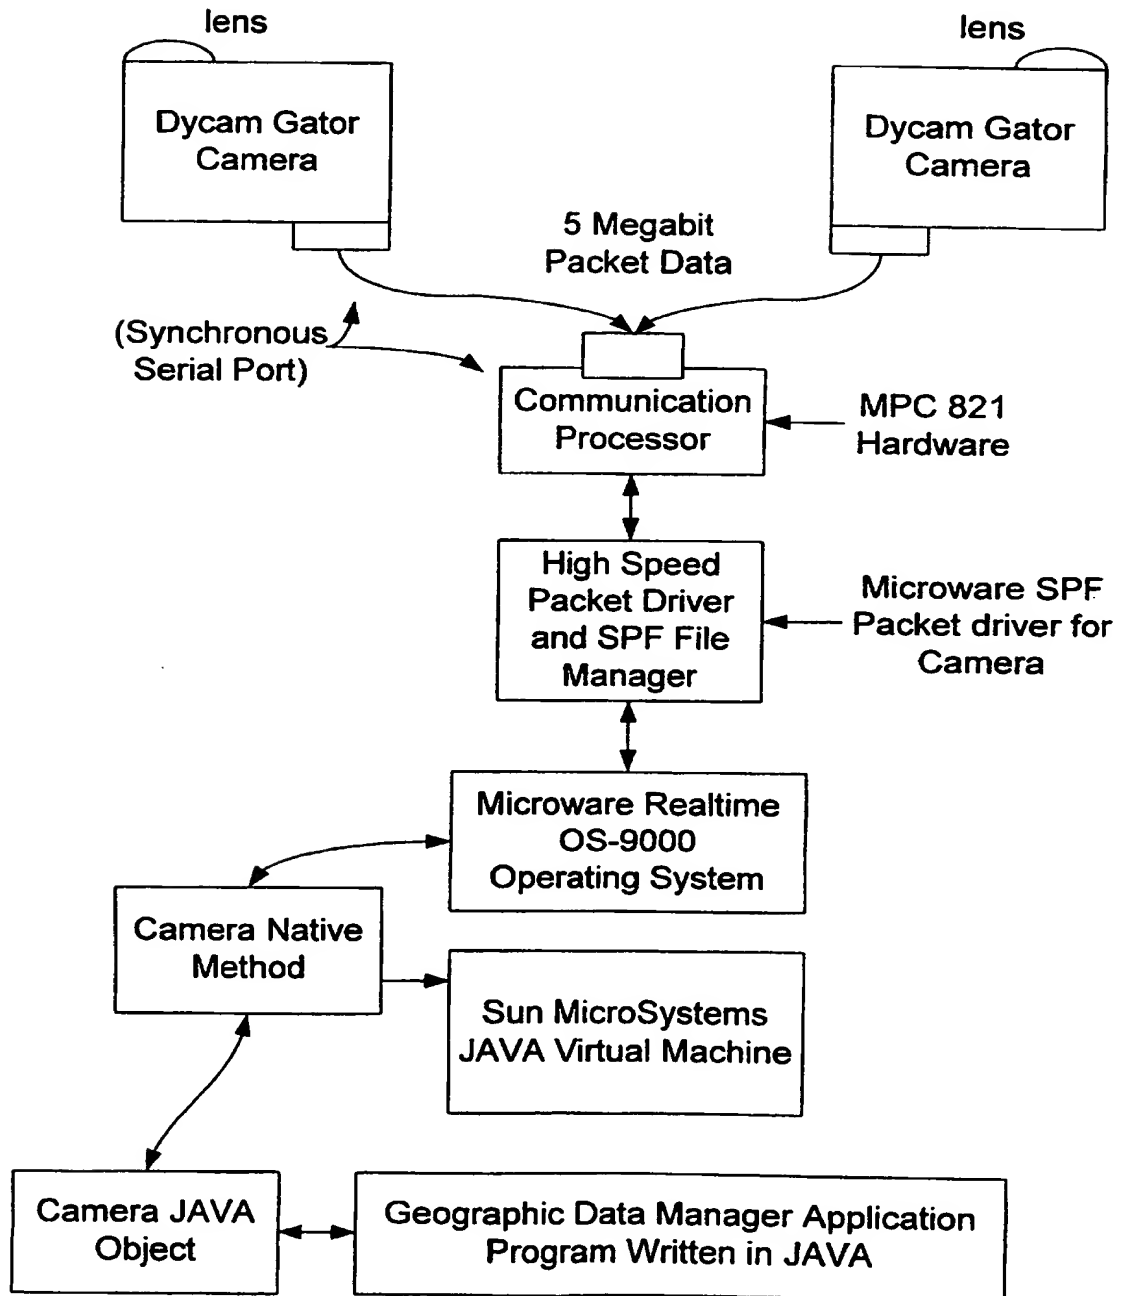 lens
lens
Dycam Gator
Camera
Dycam Gator
Camera
5 Megabit
Packet Data
(Synchronous
Serial Port)
Communication
Processor
MPC 821
Hardware
High Speed
Packet Driver
and SPF File
Manager
Microware SPF
Packet driver for
Camera
Microware Realtime
OS-9000
Operating System
Camera Native
Method
Sun MicroSystems
JAVA Virtual Machine
Camera JAVA
Object
Geographic Data Manager Application
Program Written in JAVA